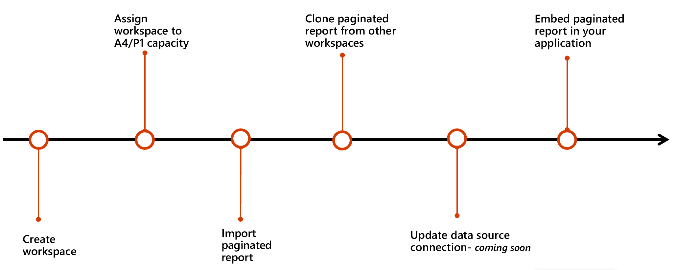 Assign
workspace to
A4/P1 capacity
Clone paginated
report from other
workspaces
Embed paginated
report in your
application
Create
workspace
Import
paginated
report
Update data source
connection- coming soon